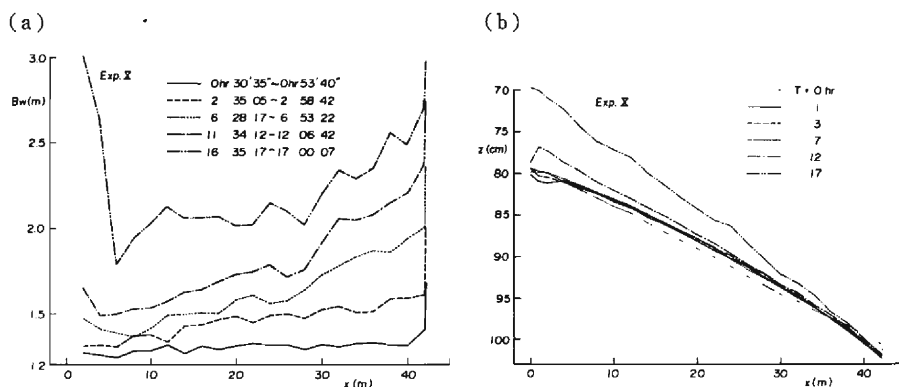 (a)
Exp. X
0hr 30' 35" ~ 0hr 53' 40"
2 35 05 ~ 2 58 42
6 28 17 ~ 6 53 22
11 34 12 ~ 12 06 42
16 35 17 ~ 17 00 07
Bw(m)
3.0
2.5
2.0
1.5
1.2
0 10 20 30 40
x (m)
(b)
Exp. X
T = 0 hr
1
3
7
12
17
z (cm)
70
75
80
85
90
95
100
0 10 20 30 40
x (m)